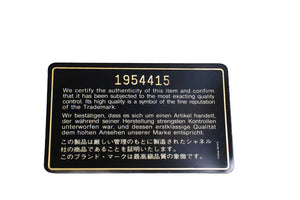 1954415
We certify the authenticity of this item and confirm
that it has been subjected to the most exacting quality
control. Its high quality is a symbol of the fine reputation
of the Trademark.
Wir bestätigen, dass es sich um einen Artikel handelt,
der während seiner Herstellung strengsten Kontrollen
unterworfen war, und dessen erstklassige Qualität
dem hohen Ansehen unserer Marke entspricht.
この製品は厳しい管理のもとに製造されたシャネル
社の商品であることを証明いたします。
このブランド・マークは最高級品質の象徴です。